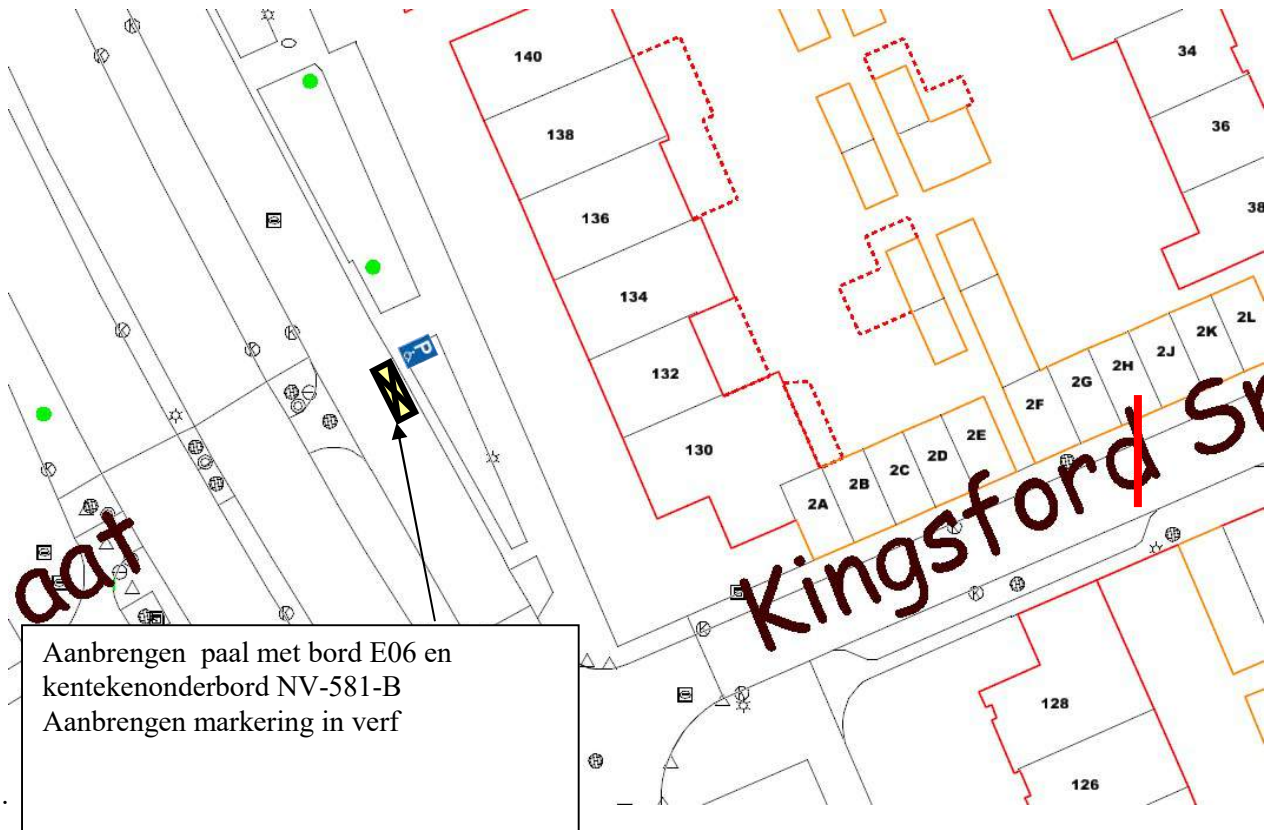 140
138
136
134
132
130
34
36
38
2A
2B
2C
2D
2E
2F
2G
2H
2J
2K
2L
P
aat
Kingsford Sm
128
126
Aanbrengen paal met bord E06 en
kentekenonderbord NV-581-B
Aanbrengen markering in verf
.